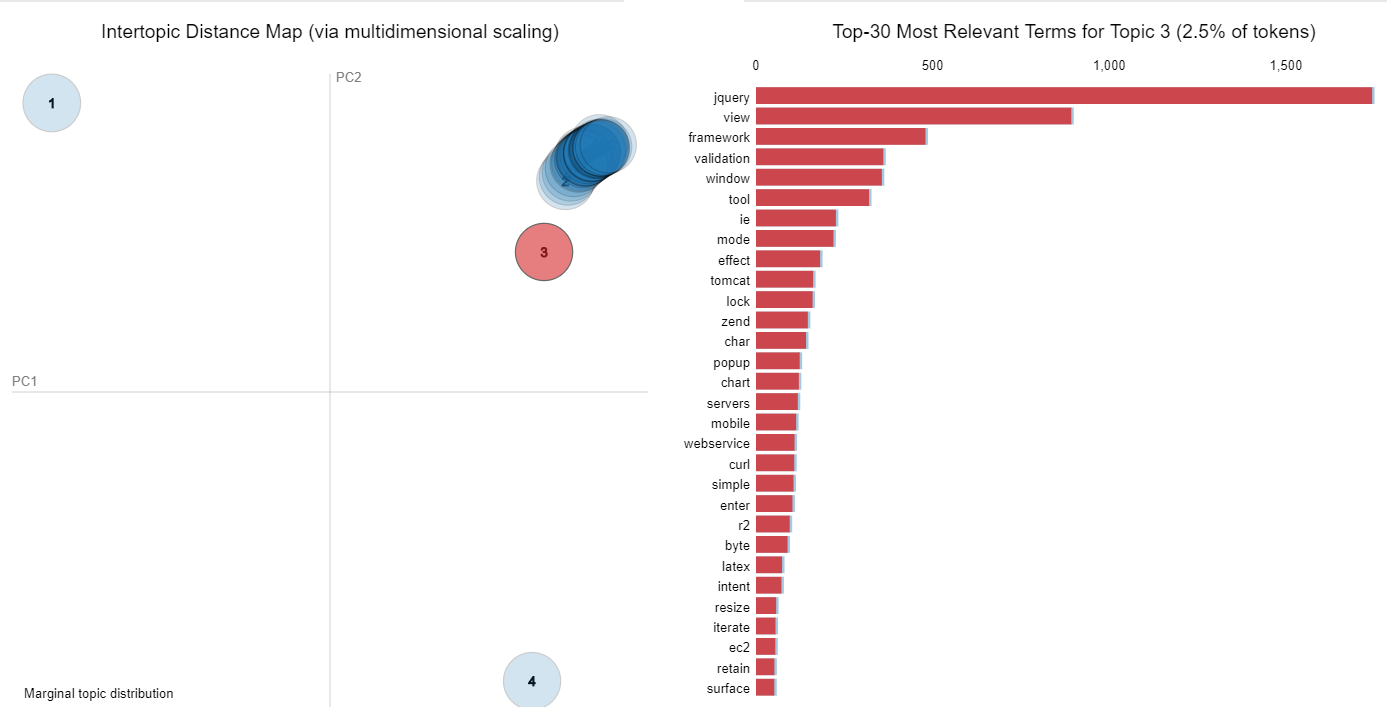 Intertopic Distance Map (via multidimensional scaling)
PC2
1
2
3
PC1
4
Marginal topic distribution
Top-30 Most Relevant Terms for Topic 3 (2.5% of tokens)
0 500 1,000 1,500
jquery
view
framework
validation
window
tool
ie
mode
effect
tomcat
lock
zend
char
popup
chart
servers
mobile
webservice
curl
simple
enter
r2
byte
latex
intent
resize
iterate
ec2
retain
surface